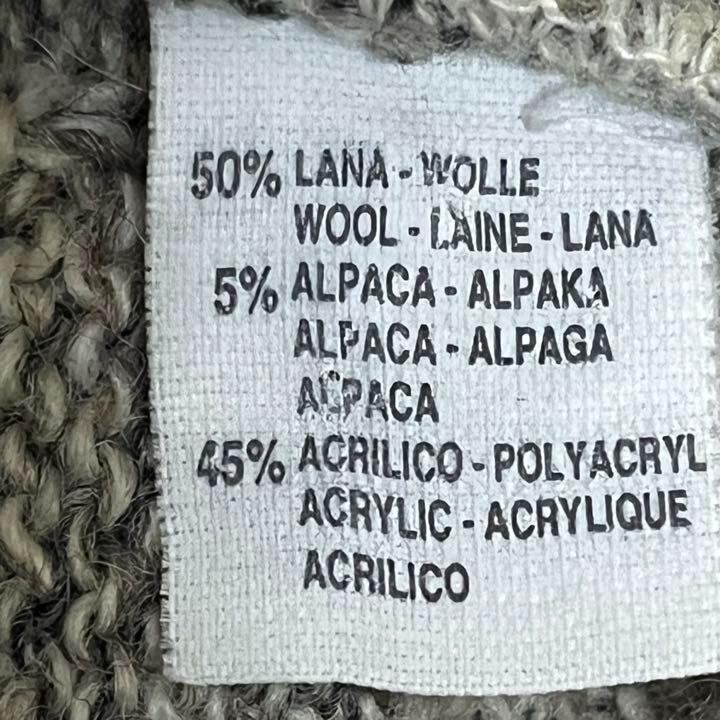 50% LANA - WOLLE
WOOL - LAINE - LANA
5% ALPACA - ALPAKA
ALPACA - ALPAGA
ALPACA
45% ACRILICO - POLYACRYL
ACRYLIC - ACRYLIQUE
ACRILICO